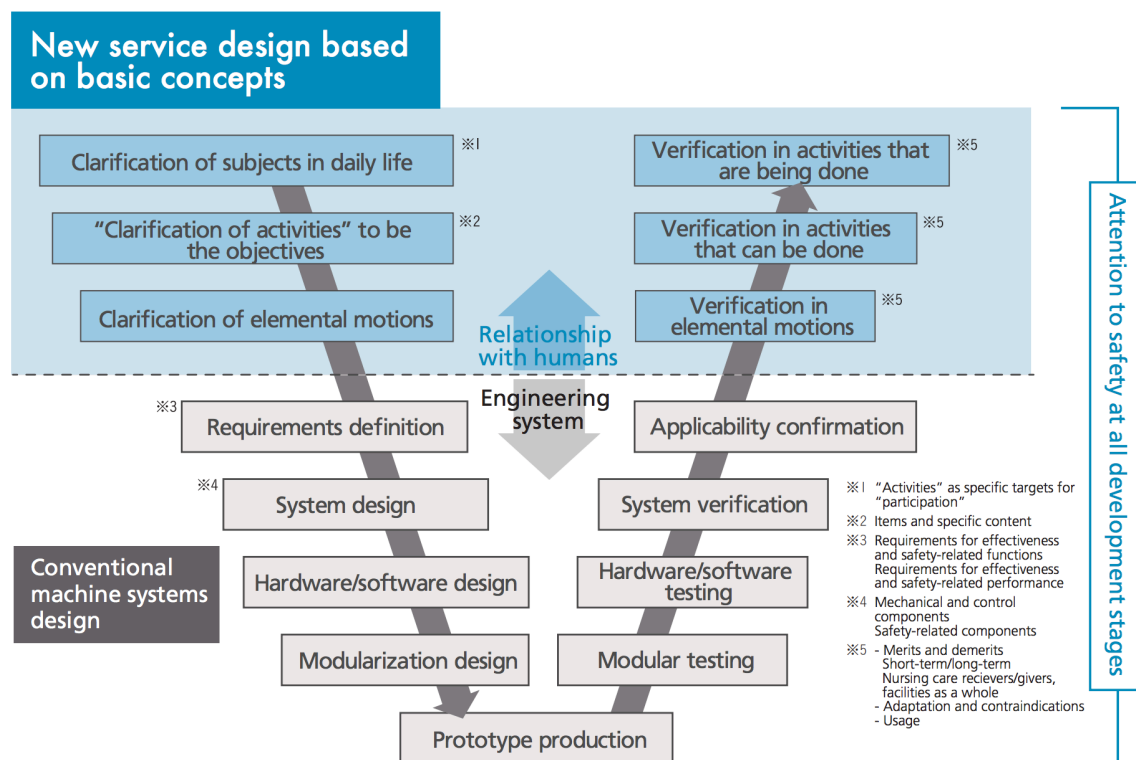 New service design based
on basic concepts
Clarification of subjects in daily life
※1
"Clarification of activities" to be
the objectives
※2
Clarification of elemental motions
Verification in activities that
are being done
※5
Verification in activities
that can be done
※5
Verification in
elemental motions
※5
Relationship
with humans
Engineering
system
※3
Requirements definition
※4
System design
Hardware/software design
Modularization design
Prototype production
Applicability confirmation
System verification
Hardware/software
testing
Modular testing
Conventional
machine systems
design
※1 "Activities" as specific targets for
"participation"
※2 Items and specific content
※3 Requirements for effectiveness
and safety-related functions
Requirements for effectiveness
and safety-related performance
※4 Mechanical and control
components
Safety-related components
※5 - Merits and demerits
Short-term/long-term
Nursing care recievers/givers,
facilities as a whole
- Adaptation and contraindications
- Usage
Attention to safety at all development stages